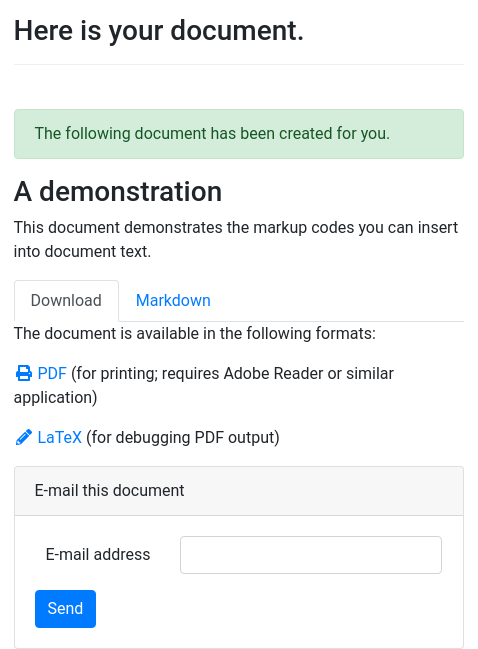 Here is your document.
The following document has been created for you.
A demonstration
This document demonstrates the markup codes you can insert
into document text.
Download Markdown
The document is available in the following formats:
PDF (for printing; requires Adobe Reader or similar
application)
LaTeX (for debugging PDF output)
E-mail this document
E-mail address
Send